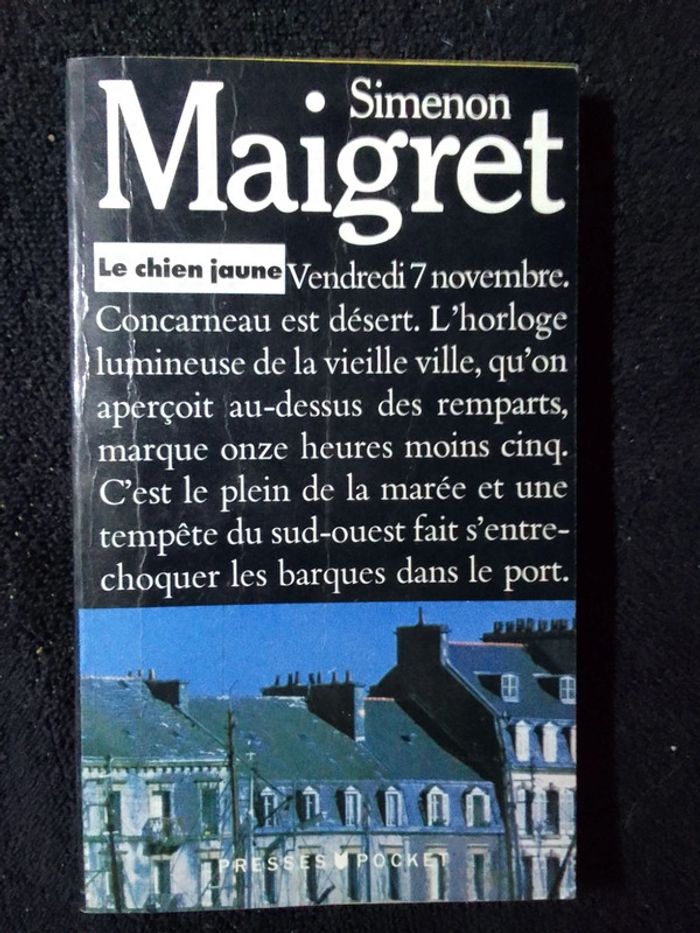 Simenon
Maigret
Le chien jaune Vendredi 7 novembre.
Concarneau est désert. L'horloge
lumineuse de la vieille ville, qu'on
aperçoit au-dessus des remparts,
marque onze heures moins cinq.
C'est le plein de la marée et une
tempête du sud-ouest fait s'entre-
choquer les barques dans le port.
PRESSES POCKET